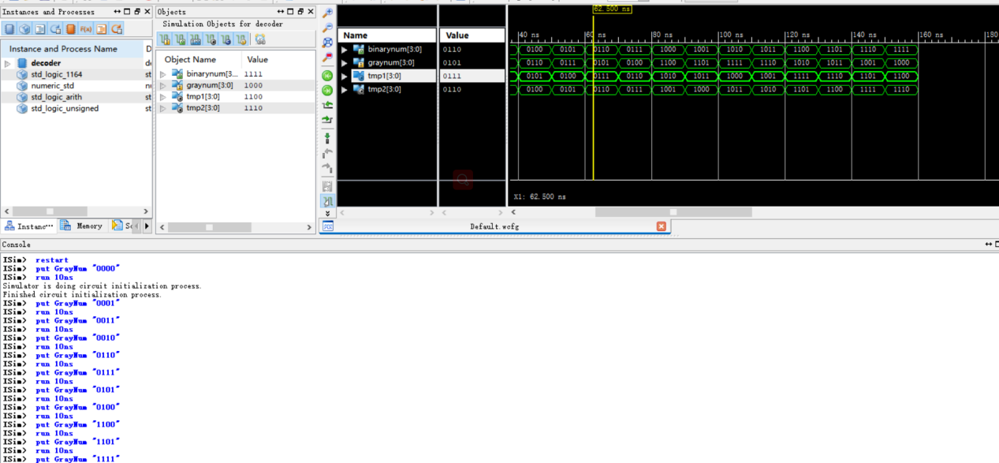 Instances and Processes
Instance and Process Name D
decoder de
std_logic_1164 st
numeric_std nu
std_logic_arith st
std_logic_unsigned st
Instanc...
Memory
Objects
Simulation Objects for decoder
Object Name Value
binarynum[3... 1111
graynum[3:0] 1000
tmp1[3:0] 1100
tmp2[3:0] 1110
Name Value
binarynum[3:0] 0110
graynum[3:0] 0101
tmp1[3:0] 0111
tmp2[3:0] 0110
62.500 ns
40 ns 60 ns 80 ns 100 ns 120 ns 140 ns 160 ns 180
0100 0101 0110 0111 1000 1001 1010 1011 1100 1101 1110 1111
0110 0111 0101 0100 1100 1101 1111 1110 1010 1011 1001 1000
0101 0100 0111 0110 1010 1011 1000 1001 1111 1110 1101 1100
0100 0101 0110 0111 1001 1000 1011 1010 1101 1100 1111 1110
X1: 62.500 ns
Default.wcfg
Console
ISim> restart
ISim> put GrayNum "0000"
ISim> run 10ns
Simulator is doing circuit initialization process.
Finished circuit initialization process.
ISim> put GrayNum "0001"
ISim> run 10ns
ISim> put GrayNum "0011"
ISim> run 10ns
ISim> put GrayNum "0010"
ISim> run 10ns
ISim> put GrayNum "0110"
ISim> run 10ns
ISim> put GrayNum "0111"
ISim> run 10ns
ISim> put GrayNum "0101"
ISim> run 10ns
ISim> put GrayNum "0100"
ISim> run 10ns
ISim> put GrayNum "1100"
ISim> run 10ns
ISim> put GrayNum "1101"
ISim> run 10ns
ISim> put GrayNum "1111"